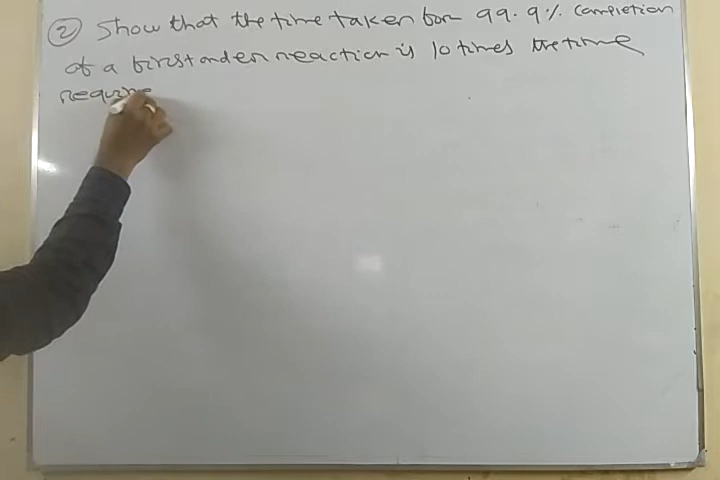 ② Show that the time taken for 99.9% completion
of a first order reaction is 10 times the time
require